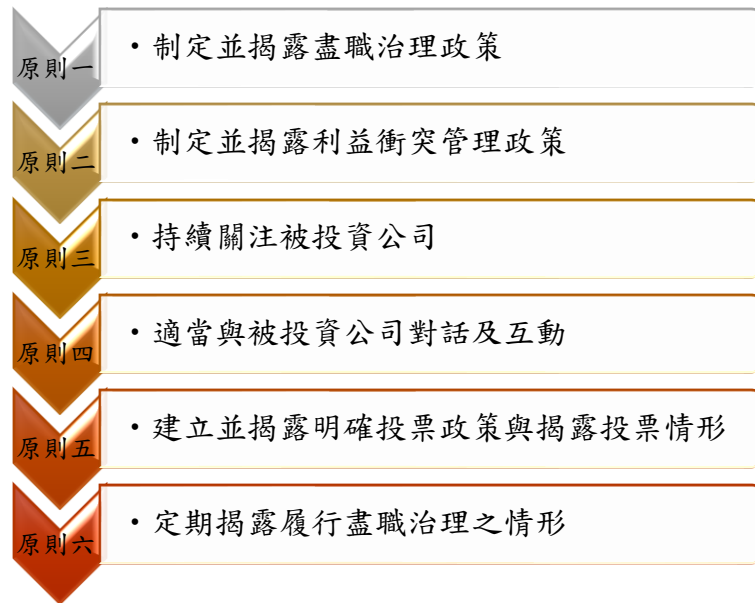 原則一
•制定並揭露盡職治理政策
原則二
•制定並揭露利益衝突管理政策
原則三
•持續關注被投資公司
原則四
•適當與被投資公司對話及互動
原則五
•建立並揭露明確投票政策與揭露投票情形
原則六
•定期揭露履行盡職治理之情形